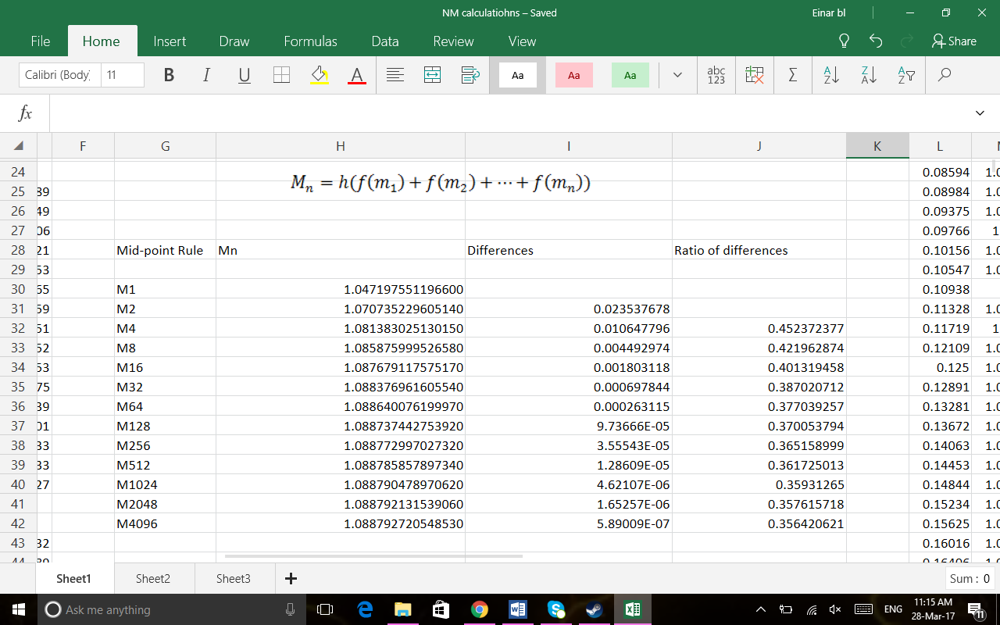 NM calculatiohns – Saved
Einar bl
File Home Insert Draw Formulas Data Review View
Share
Calibri (Body) 11 B I U A Aa Aa Aa abc 123 Σ A Z Z A A Z
fx
F G H I J K L
24 Mₙ = h(f(m₁) + f(m₂) + ⋯ + f(mₙ)) 0.08594 1.0
25 39 0.08984 1.0
26 49 0.09375 1.0
27 06 0.09766 1
28 21 Mid-point Rule Mn Differences Ratio of differences 0.10156 1.0
29 53 0.10547 1.0
30 65 M1 1.047197551196600 0.10938
31 59 M2 1.070735229605140 0.023537678 0.11328 1.0
32 51 M4 1.081383025130150 0.010647796 0.452372377 0.11719 1
33 52 M8 1.085875999526580 0.004492974 0.421962874 0.12109 1.0
34 53 M16 1.087679117575170 0.001803118 0.401319458 0.125 1.0
35 75 M32 1.088376961605540 0.000697844 0.387020712 0.12891 1.0
36 39 M64 1.088640076199970 0.000263115 0.377039257 0.13281 1.0
37 01 M128 1.088737442753920 9.73666E-05 0.370053794 0.13672 1.0
38 33 M256 1.088772997027320 3.55543E-05 0.365158999 0.14063 1.0
39 33 M512 1.088785857897340 1.28609E-05 0.361725013 0.14453 1.0
40 27 M1024 1.088790478970620 4.62107E-06 0.35931265 0.14844 1.0
41 M2048 1.088792131539060 1.65257E-06 0.357615718 0.15234 1.0
42 M4096 1.088792720548530 5.89009E-07 0.356420621 0.15625 1.0
43 32 0.16016 1.0
44
Sheet1 Sheet2 Sheet3 + Sum : 0
Ask me anything
ENG
11:15 AM
28-Mar-17
11